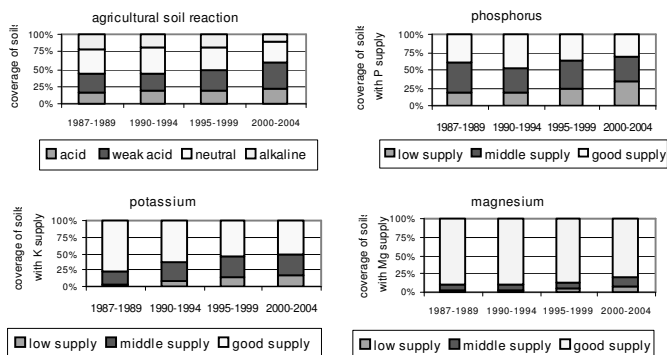 agricultural soil reaction
coverage of soils
100%
75%
50%
25%
0%
1987-1989 1990-1994 1995-1999 2000-2004
acid weak acid neutral alkaline
phosphorus
coverage of soils
with P supply
100%
75%
50%
25%
0%
1987-1989 1990-1994 1995-1999 2000-2004
low supply middle supply good supply
potassium
coverage of soils
with K supply
100%
75%
50%
25%
0%
1987-1989 1990-1994 1995-1999 2000-2004
low supply middle supply good supply
magnesium
coverage of soils
with Mg supply
100%
75%
50%
25%
0%
1987-1989 1990-1994 1995-1999 2000-2004
low supply middle supply good supply